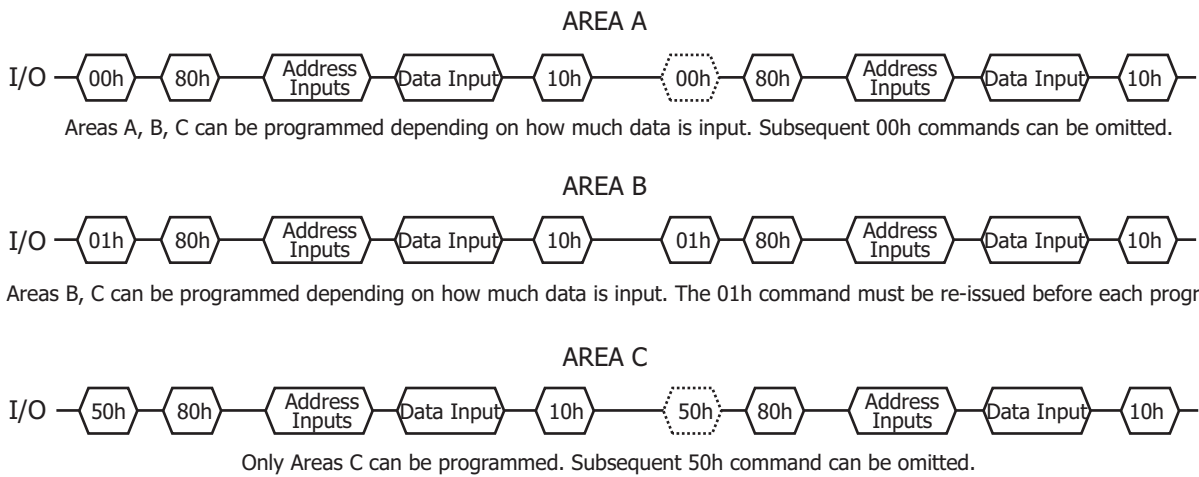 AREA A
I/O 00h 80h Address Inputs Data Input 10h 00h 80h Address Inputs Data Input 10h
Areas A, B, C can be programmed depending on how much data is input. Subsequent 00h commands can be omitted.
AREA B
I/O 01h 80h Address Inputs Data Input 10h 01h 80h Address Inputs Data Input 10h
Areas B, C can be programmed depending on how much data is input. The 01h command must be re-issued before each
AREA C
I/O 50h 80h Address Inputs Data Input 10h 50h 80h Address Inputs Data Input 10h
Only Areas C can be programmed. Subsequent 50h command can be omitted.